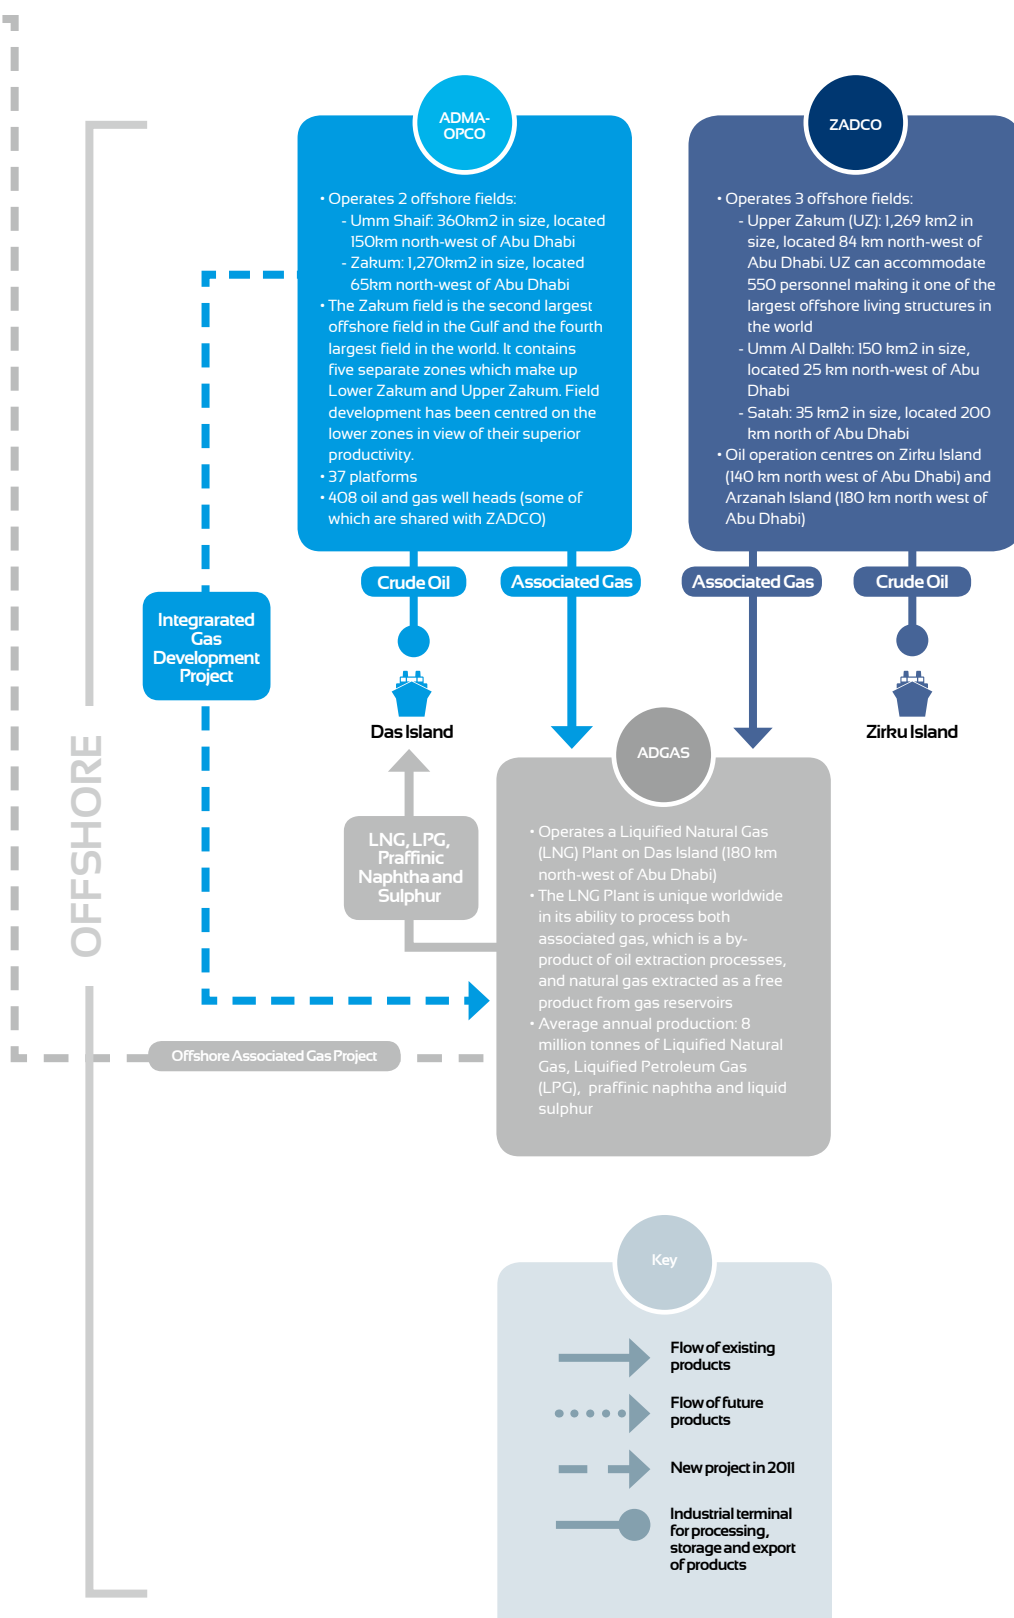 ADMA-
OPCO
• Operates 2 offshore fields:
- Umm Shaif: 360km2 in size, located
150km north-west of Abu Dhabi
- Zakum: 1,270km2 in size, located
65km north-west of Abu Dhabi
• The Zakum field is the second largest
offshore field in the Gulf and the fourth
largest field in the world. It contains
five separate zones which make up
Lower Zakum and Upper Zakum. Field
development has been centred on the
lower zones in view of their superior
productivity.
• 37 platforms
• 408 oil and gas well heads (some of
which are shared with ZADCO)
ZADCO
• Operates 3 offshore fields:
- Upper Zakum (UZ): 1,269 km2 in
size, located 84 km north-west of
Abu Dhabi. UZ can accommodate
550 personnel making it one of the
largest offshore living structures in
the world
- Umm Al Dalkh: 150 km2 in size,
located 25 km north-west of Abu
Dhabi
- Satah: 35 km2 in size, located 200
km north of Abu Dhabi
• Oil operation centres on Zirku Island
(140 km north west of Abu Dhabi) and
Arzanah Island (180 km north west of
Abu Dhabi)
Crude Oil
Associated Gas
Associated Gas
Crude Oil
Integrarated
Gas
Development
Project
Das Island
Zirku Island
OFFSHORE
LNG, LPG,
Praffinic
Naphtha and
Sulphur
ADGAS
• Operates a Liquified Natural Gas
(LNG) Plant on Das Island (180 km
north-west of Abu Dhabi)
• The LNG Plant is unique worldwide
in its ability to process both
associated gas, which is a by-
product of oil extraction processes,
and natural gas extracted as a free
product from gas reservoirs
• Average annual production: 8
million tonnes of Liquified Natural
Gas, Liquified Petroleum Gas
(LPG), praffinic naphtha and liquid
sulphur
Offshore Associated Gas Project
Key
Flow of existing
products
Flow of future
products
New project in 2011
Industrial terminal
for processing,
storage and export
of products